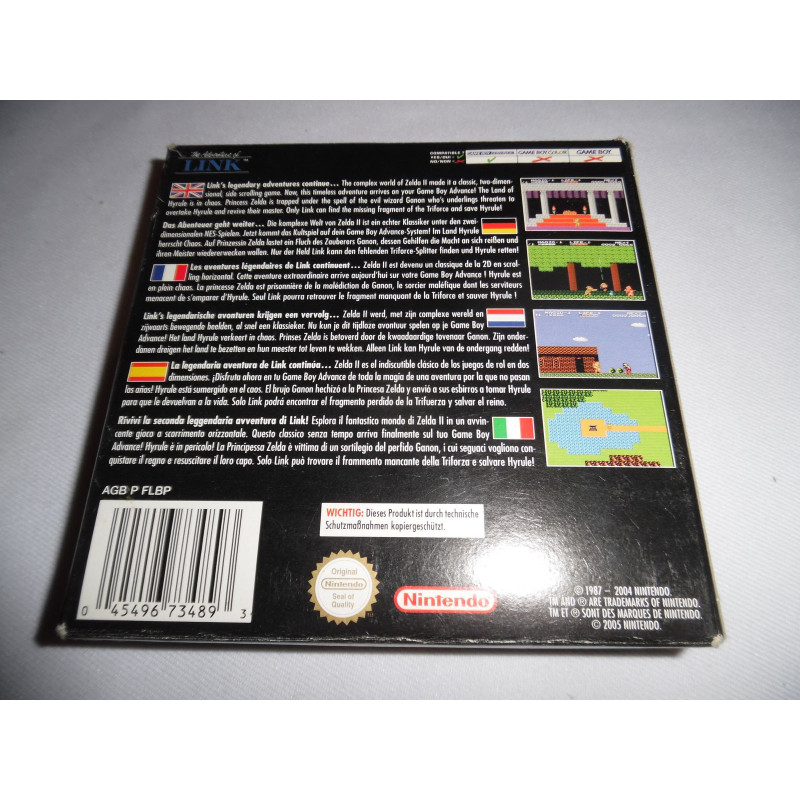 The Adventure of
LINK™
COMPATIBLE?
YES/OUI =
NO/NON =
GAME BOY ADVANCE
GAME BOY COLOR
GAME BOY
Link's legendary adventures continue... The complex world of Zelda II made it a classic, two-dimen-
sional, side scrolling game. Now, this timeless adventure arrives on your Game Boy Advance! The Land of
Hyrule is in chaos. Princess Zelda is trapped under the spell of the evil wizard Ganon who's underlings threaten to
overtake Hyrule and revive their master. Only Link can find the missing fragment of the Triforce and save Hyrule!
Das Abenteuer geht weiter... Die komplexe Welt von Zelda II ist ein echter Klassiker unter den zwei-
dimensionalen NES-Spielen. Jetzt kommt das Kultspiel auf dein Game Boy Advance-System! Im Land Hyrule
herrscht Chaos. Auf Prinzessin Zelda lastet ein Fluch des Zauberers Ganon, dessen Gehilfen die Macht an sich reißen und
ihren Meister wiedererwecken wollen. Nur der Held Link kann den fehlenden Triforce-Splitter finden und Hyrule retten!
Les aventures légendaires de Link continuent... Zelda II est devenu un classique de la 2D en scrol-
ling horizontal. Cette aventure extraordinaire arrive aujourd'hui sur votre Game Boy Advance ! Hyrule est
en plein chaos. La princesse Zelda est prisonnière de la malédiction de Ganon, le sorcier maléfique dont les serviteurs
menacent de s'emparer d'Hyrule. Seul Link pourra retrouver le fragment manquant de la Triforce et sauver Hyrule !
Link's legendarische avonturen krijgen een vervolg... Zelda II werd, met zijn complexe wereld en
zijwaarts bewegende beelden, al snel een klassieker. Nu kun je dit tijdloze avontuur spelen op je Game Boy
Advance! Het land Hyrule verkeert in chaos. Prinses Zelda is betoverd door de kwaadaardige tovenaar Ganon. Zijn onder-
danen dreigen het land te bezetten en hun meester tot leven te wekken. Alleen Link kan Hyrule van de ondergang redden!
La legendaria aventura de Link continúa... Zelda II es el indiscutible clásico de los juegos de rol en dos
dimensiones. ¡Disfruta ahora en tu Game Boy Advance de toda la magia de una aventura por la que no pasan
los años! Hyrule está sumergido en el caos. El brujo Ganon hechizó a la Princesa Zelda y envió a sus esbirros a tomar Hyrule
para que le devuelvan a la vida. Solo Link podrá encontrar el fragmento perdido de la Trifuerza y salvar el reino.
Rivivi la seconda leggendaria avventura di Link! Esplora il fantastico mondo di Zelda II in un avvin-
cente gioco a scorrimento orizzontale. Questo classico senza tempo arriva finalmente sul tuo Game Boy
Advance! Hyrule è in pericolo! La Principessa Zelda è vittima di un sortilegio del perfido Ganon, i cui seguaci vogliono con-
quistare il regno e resuscitare il loro capo. Solo Link può trovare il frammento mancante della Triforza e salvare Hyrule!
AGB P FLBP
WICHTIG: Dieses Produkt ist durch technische
Schutzmaßnahmen kopiergeschützt.
0 45496 73489 3
Original
Nintendo
Seal of
Quality
Nintendo
© 1987 - 2004 NINTENDO.
TM AND ® ARE TRADEMARKS OF NINTENDO.
TM ET ® SONT DES MARQUES DE NINTENDO.
© 2005 NINTENDO.